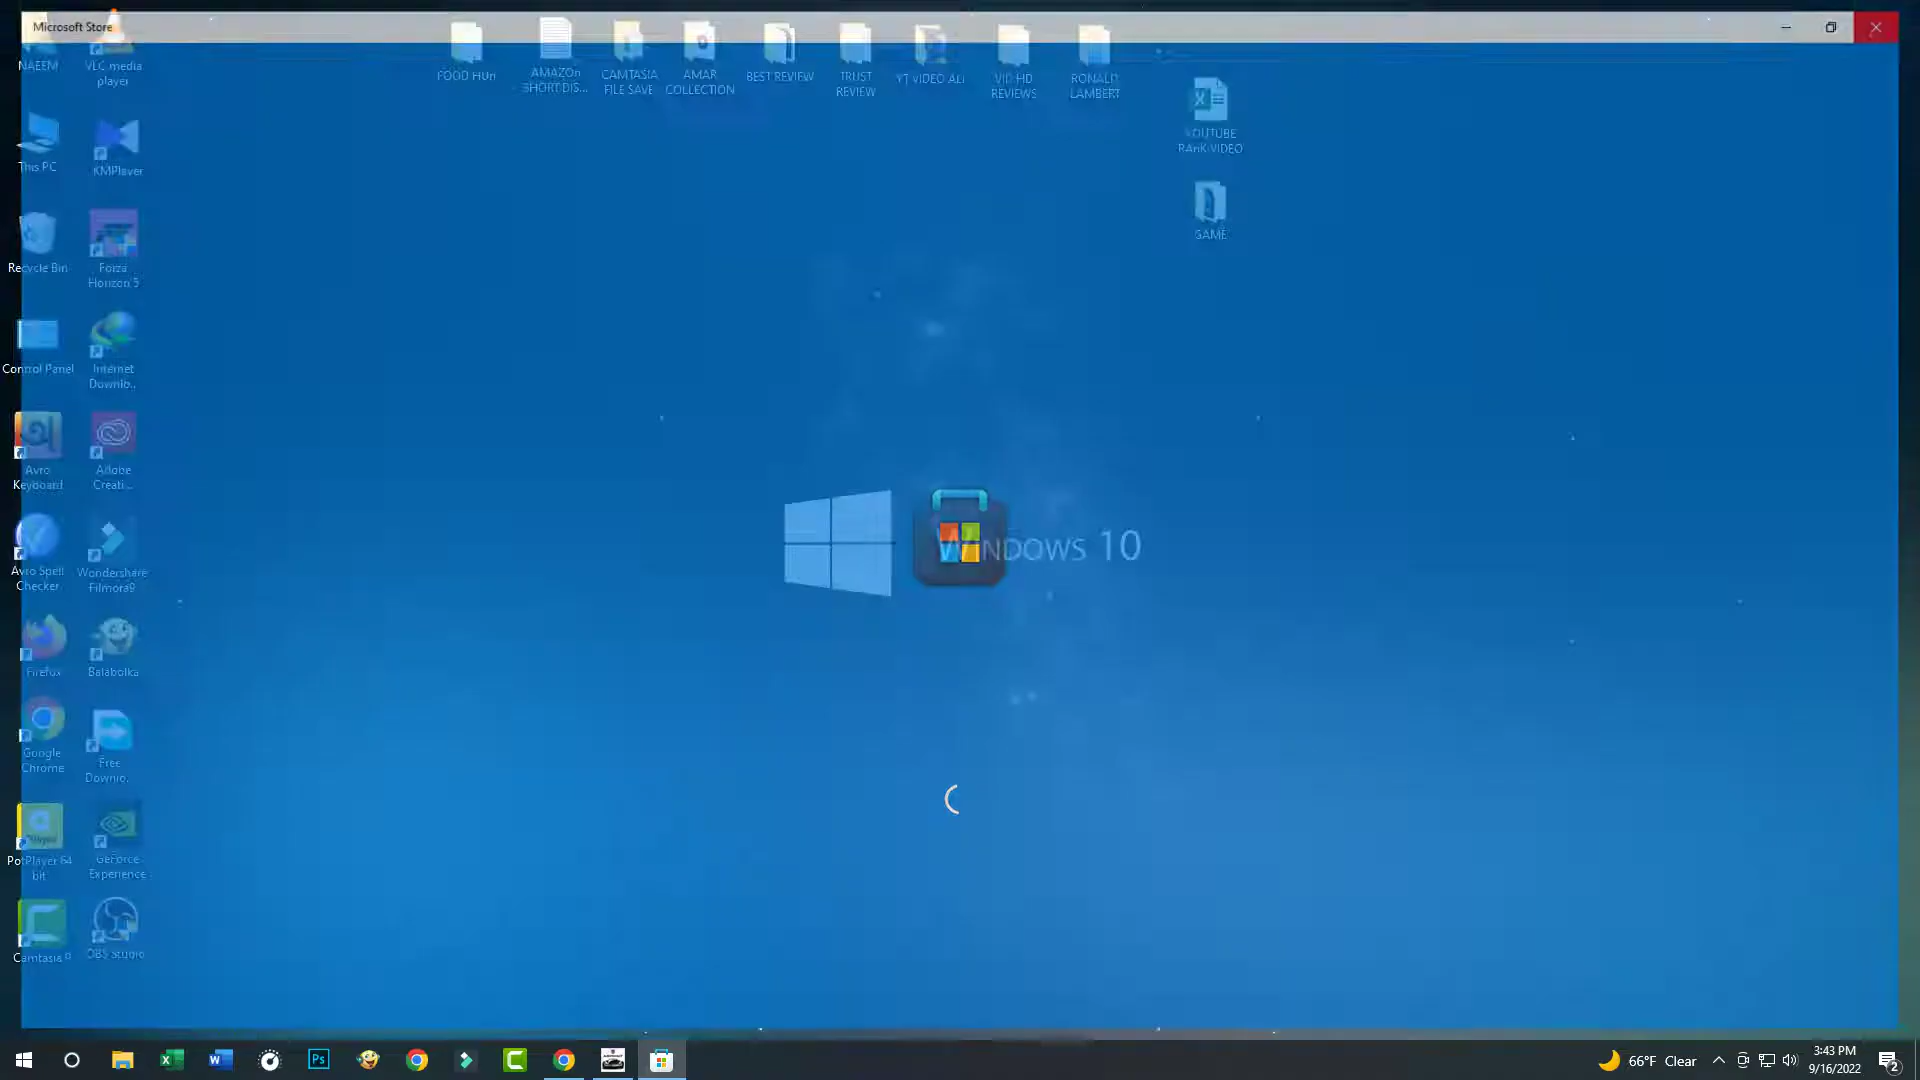 Microsoft Store
NAEEM
VLC media
player
FOOD HUn
AMAZOn
SHORT DIS...
CAMTASIA
FILE SAVE
AMAR
COLLECTION
BEST REVIEW
TRUST
REVIEW
YT VIDEO ALI
VID HD
REVIEWS
RONALD
LAMBERT
YOUTUBE
RAnK VIDEO
GAME
This PC
KMPlayer
Recycle Bin
Forza
Horizon 5
Control Panel
Internet
Downlo...
Avro
Keyboard
Adobe
Creati...
Avro Spell
Checker
Wondershare
Filmora9
Firefox
Balabolka
Google
Chrome
Free
Downlo...
PotPlayer 64
bit
GeForce
Experience
Camtasia 9
OBS Studio
WINDOWS 10
66°F Clear
3:43 PM
9/16/2022
2